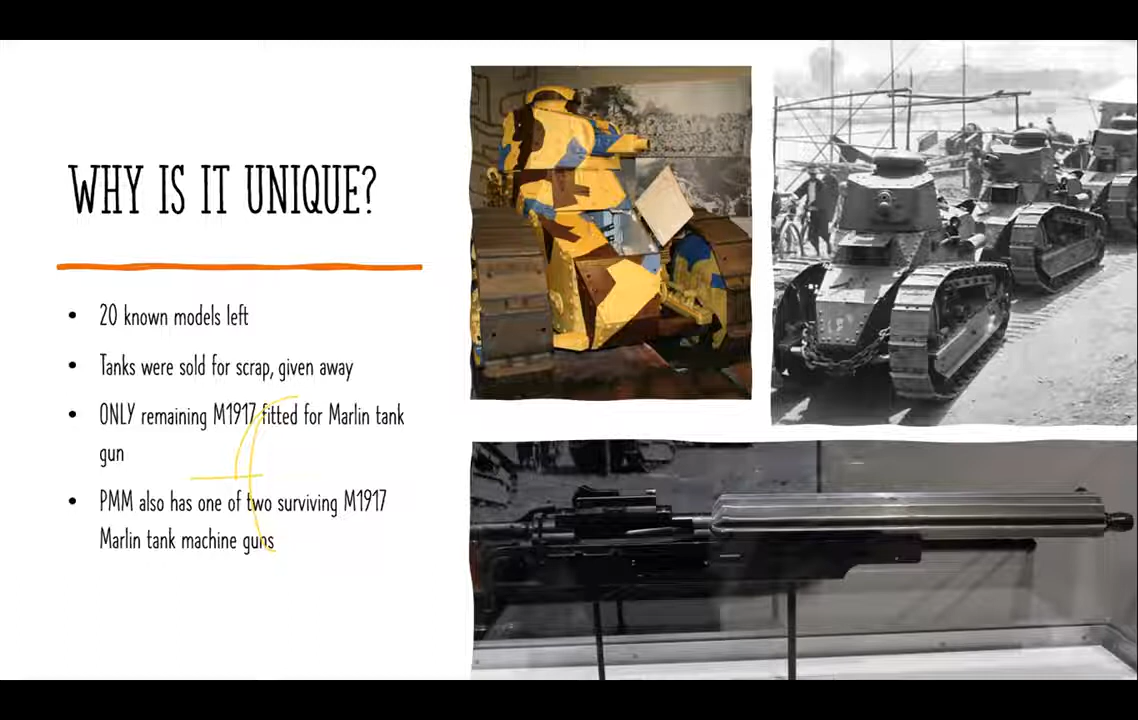 WHY IS IT UNIQUE?
• 20 known models left
• Tanks were sold for scrap, given away
• ONLY remaining M1917 fitted for Marlin tank
gun
• PMM also has one of two surviving M1917
Marlin tank machine guns